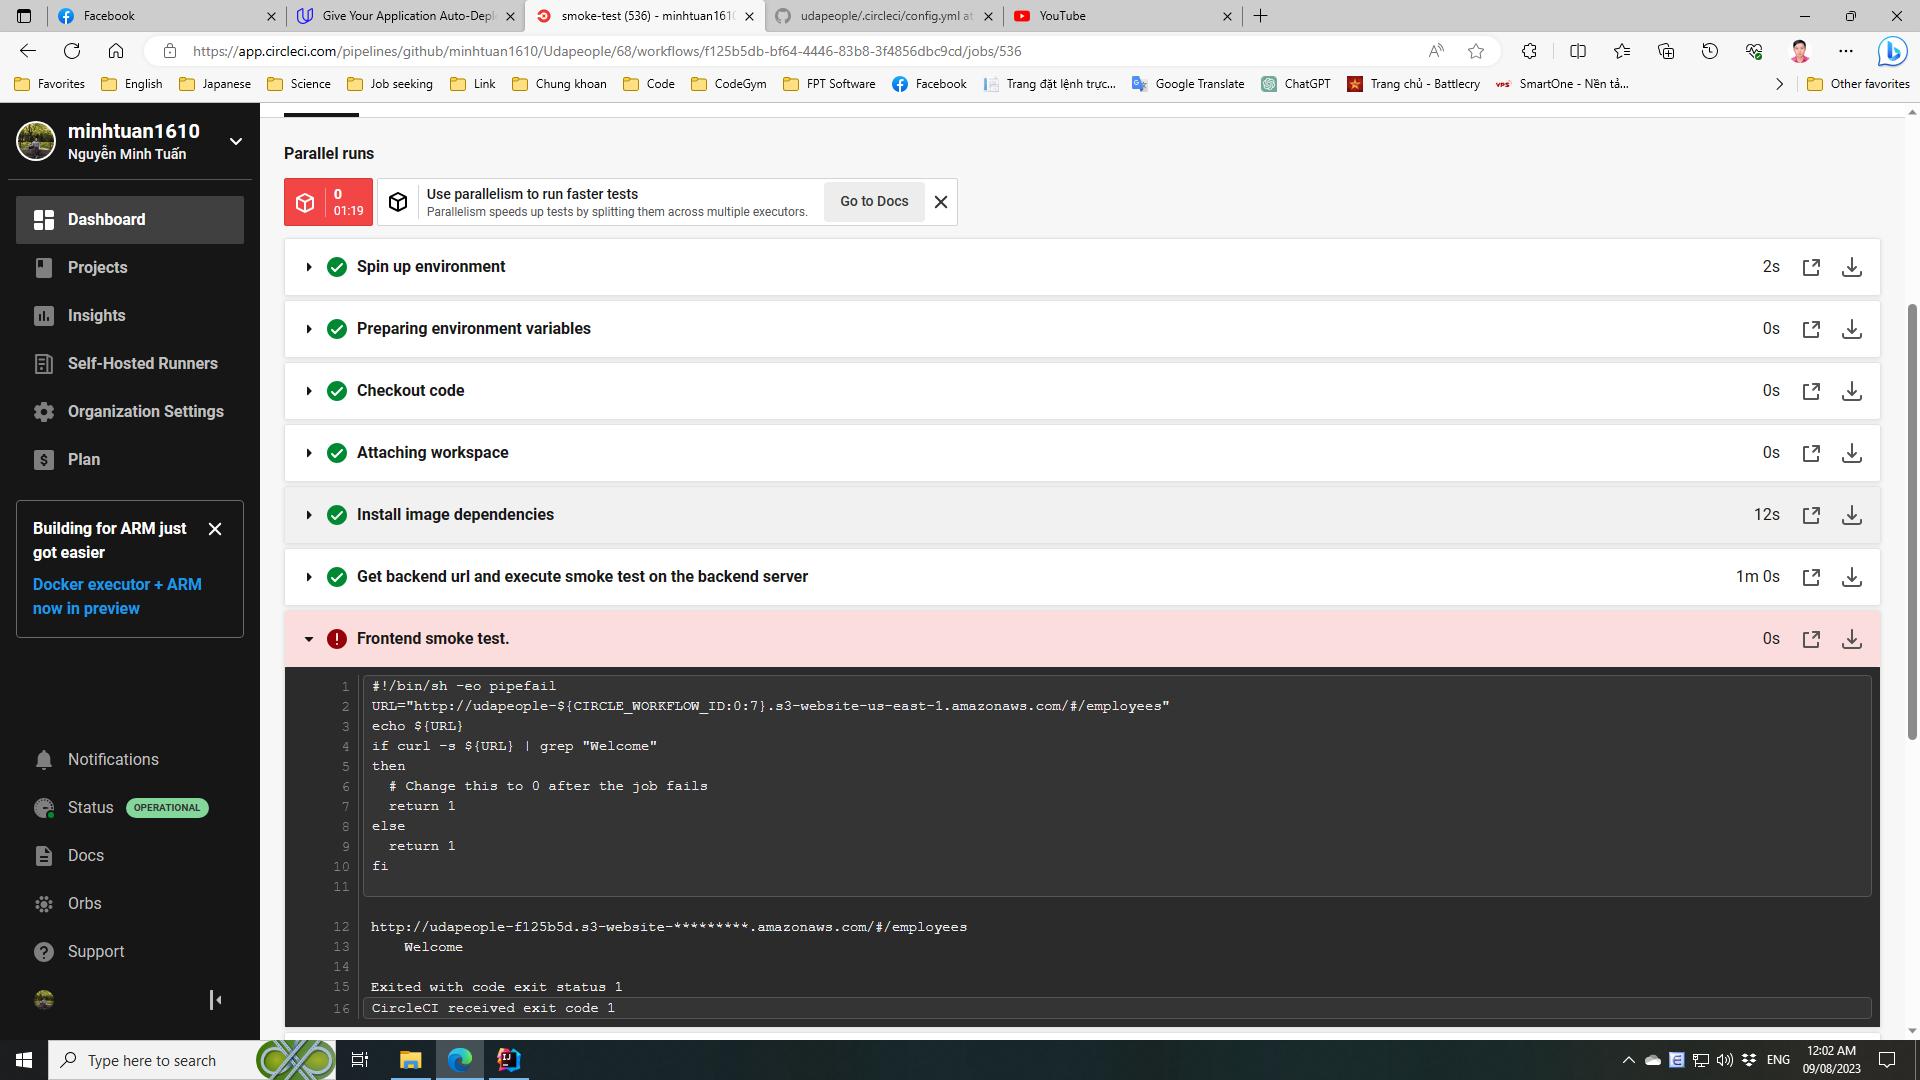 Facebook
Give Your Application Auto-Depl
smoke-test (536) - minhtuan161
udapeople/.circleci/config.yml at
YouTube
https://app.circleci.com/pipelines/github/minhtuan1610/Udapeople/68/workflows/f125b5db-bf64-4446-83b8-3f4856dbc9cd/jobs/536
Favorites
English
Japanese
Science
Job seeking
Link
Chung khoan
Code
CodeGym
FPT Software
Facebook
Trang đặt lệnh trực...
Google Translate
ChatGPT
Trang chủ - Battlecry
VPS
SmartOne - Nền tả...
Other favorites
minhtuan1610
Nguyễn Minh Tuấn
Dashboard
Projects
Insights
Self-Hosted Runners
Organization Settings
Plan
Building for ARM just
got easier
Docker executor + ARM
now in preview
Notifications
Status
OPERATIONAL
Docs
Orbs
Support
Parallel runs
0
01:19
Use parallelism to run faster tests
Parallelism speeds up tests by splitting them across multiple executors.
Go to Docs
Spin up environment
2s
Preparing environment variables
0s
Checkout code
0s
Attaching workspace
0s
Install image dependencies
12s
Get backend url and execute smoke test on the backend server
1m 0s
Frontend smoke test.
0s
1 #!/bin/sh -eo pipefail
2 URL="http://udapeople-${CIRCLE_WORKFLOW_ID:0:7}.s3-website-us-east-1.amazonaws.com/#/employees"
3 echo ${URL}
4 if curl -s ${URL} | grep "Welcome"
5 then
6 # Change this to 0 after the job fails
7 return 1
8 else
9 return 1
10 fi
11
12 http://udapeople-f125b5d.s3-website-*********.amazonaws.com/#/employees
13 Welcome
14
15 Exited with code exit status 1
16 CircleCI received exit code 1
Type here to search
ENG
12:02 AM
09/08/2023